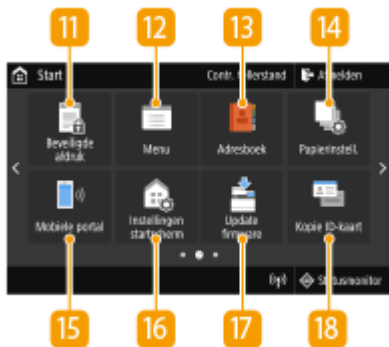 11 12 13 14
Start Contr. tellerstand Afmelden
Beveiligde
afdruk Menu Adresboek Papierinstell.
Mobiele portal Instellingen
startscherm Update
firmware Kopie ID-kaart
Statusmonitor
15 16 17 18